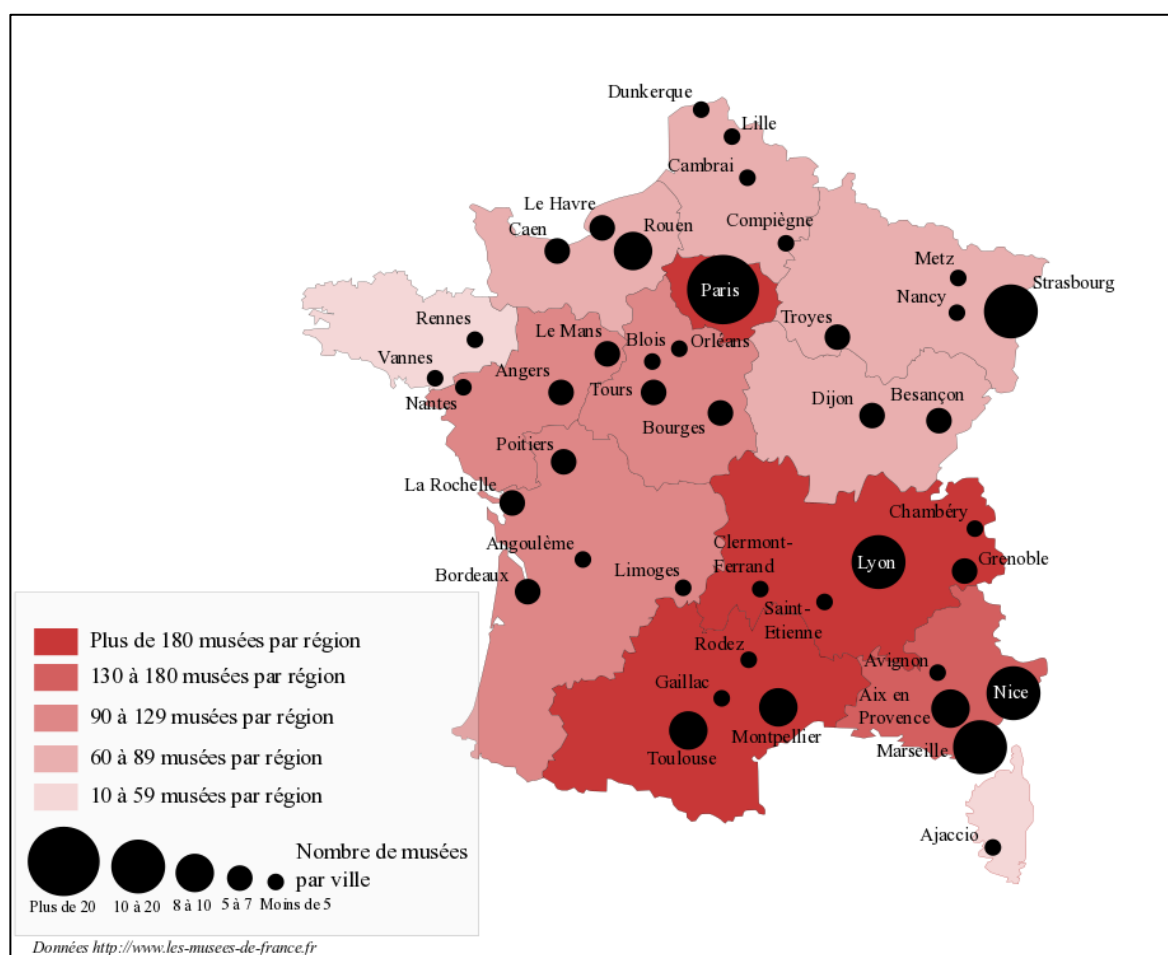 Dunkerque
Lille
Cambrai
Le Havre
Caen
Rouen
Compiègne
Metz
Strasbourg
Paris
Nancy
Troyes
Rennes
Le Mans
Blois
Orléans
Vannes
Angers
Tours
Nantes
Dijon
Besançon
Bourges
Poitiers
La Rochelle
Chambéry
Angoulème
Clermont-
Ferrand
Lyon
Grenoble
Bordeaux
Limoges
Saint-
Etienne
Rodez
Avignon
Gaillac
Aix en
Provence
Nice
Toulouse
Montpellier
Marseille
Ajaccio
Plus de 180 musées par région
130 à 180 musées par région
90 à 129 musées par région
60 à 89 musées par région
10 à 59 musées par région
Nombre de musées
par ville
Plus de 20
10 à 20
8 à 10
5 à 7
Moins de 5
Données http://www.les-musees-de-france.fr